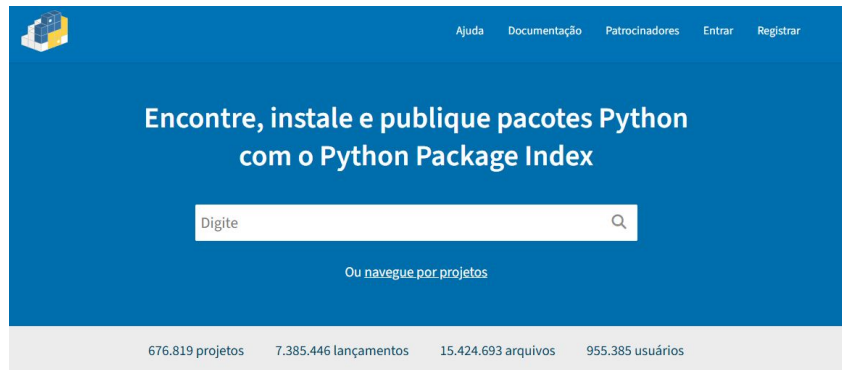 Ajuda Documentação Patrocinadores Entrar Registrar
Encontre, instale e publique pacotes Python
com o Python Package Index
Digite
Ou navegue por projetos
676.819 projetos 7.385.446 lançamentos 15.424.693 arquivos 955.385 usuários